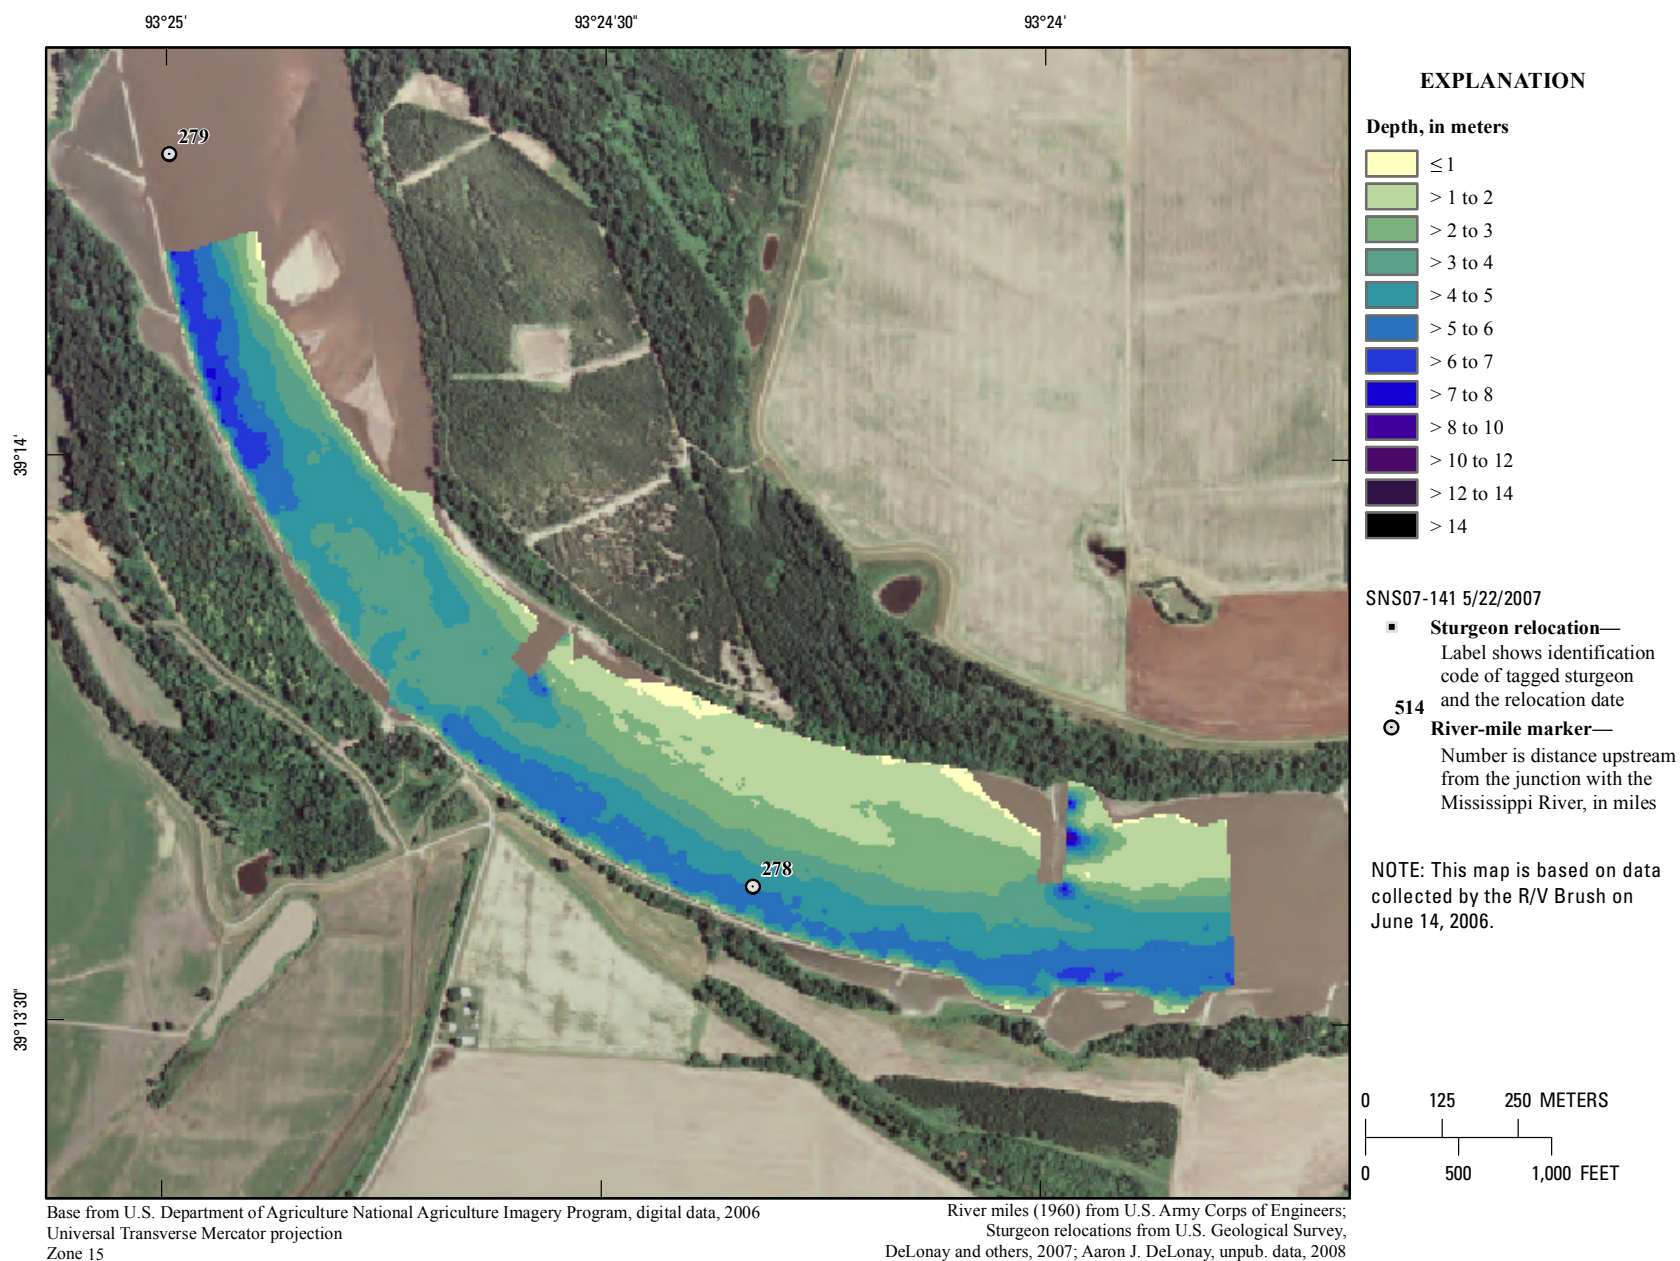 93°25'
93°24'30"
93°24'
39°14'
39°13'30"
279
278
EXPLANATION
Depth, in meters
≤ 1
> 1 to 2
> 2 to 3
> 3 to 4
> 4 to 5
> 5 to 6
> 6 to 7
> 7 to 8
> 8 to 10
> 10 to 12
> 12 to 14
> 14
SNS07-141 5/22/2007
Sturgeon relocation—
Label shows identification
code of tagged sturgeon
and the relocation date
514
River-mile marker—
Number is distance upstream
from the junction with the
Mississippi River, in miles
NOTE: This map is based on data
collected by the R/V Brush on
June 14, 2006.
0 125 250 METERS
0 500 1,000 FEET
Base from U.S. Department of Agriculture National Agriculture Imagery Program, digital data, 2006
Universal Transverse Mercator projection
Zone 15
River miles (1960) from U.S. Army Corps of Engineers;
Sturgeon relocations from U.S. Geological Survey,
DeLonay and others, 2007; Aaron J. DeLonay, unpub. data, 2008